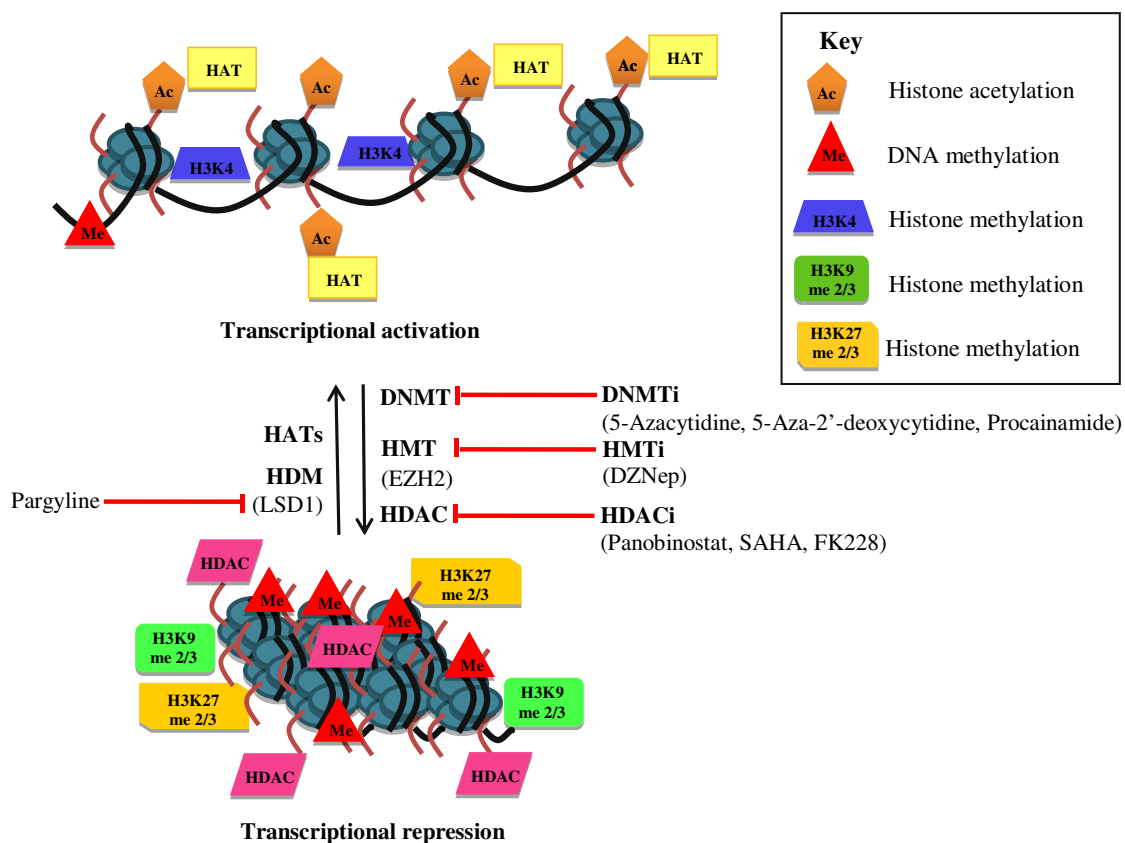 Ac
HAT
Ac
Ac
HAT
Ac
HAT
H3K4
H3K4
Me
Ac
HAT
Transcriptional activation
Key
Ac
Histone acetylation
Me
DNA methylation
H3K4
Histone methylation
H3K9
me 2/3
Histone methylation
H3K27
me 2/3
Histone methylation
HATs
HDM
(LSD1)
Pargyline
DNMT
HMT
(EZH2)
HDAC
DNMTi
(5-Azacytidine, 5-Aza-2’-deoxycytidine, Procainamide)
HMTi
(DZNep)
HDACi
(Panobinostat, SAHA, FK228)
HDAC
Me
Me
Me
H3K27
me 2/3
H3K9
me 2/3
HDAC
Me
H3K27
me 2/3
H3K9
me 2/3
Me
HDAC
HDAC
Transcriptional repression